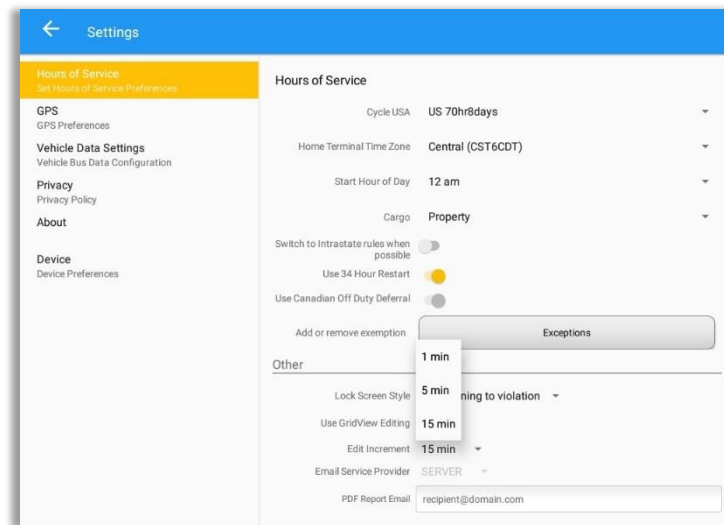 Settings
Hours of Service
Set Hours of Service Preferences
GPS
GPS Preferences
Vehicle Data Settings
Vehicle Bus Data Configuration
Privacy
Privacy Policy
About
Device
Device Preferences
Hours of Service
Cycle USA US 70hr8days
Home Terminal Time Zone Central (CST6CDT)
Start Hour of Day 12 am
Cargo Property
Switch to Intrastate rules when
possible
Use 34 Hour Restart
Use Canadian Off Duty Deferral
Add or remove exemption Exceptions
1 min
Other
Lock Screen Style 5 min to violation
Use GridView Editing 15 min
Edit Increment 15 min
Email Service Provider SERVER
PDF Report Email recipient@domain.com